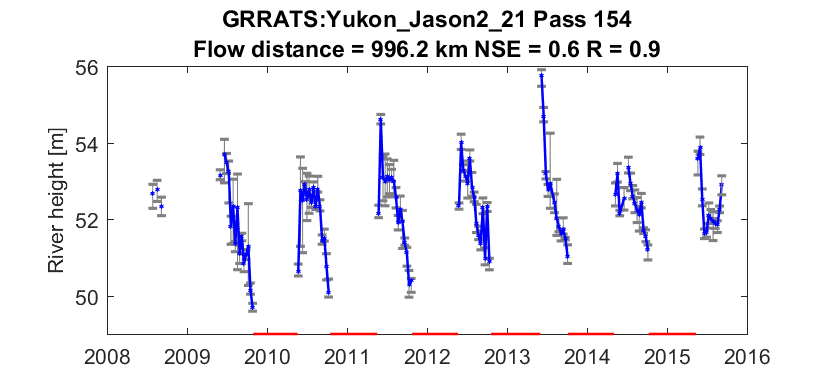 GRRATS:Yukon_Jason2_21 Pass 154
Flow distance = 996.2 km NSE = 0.6 R = 0.9
River height [m]
56
54
52
50
2008 2009 2010 2011 2012 2013 2014 2015 2016